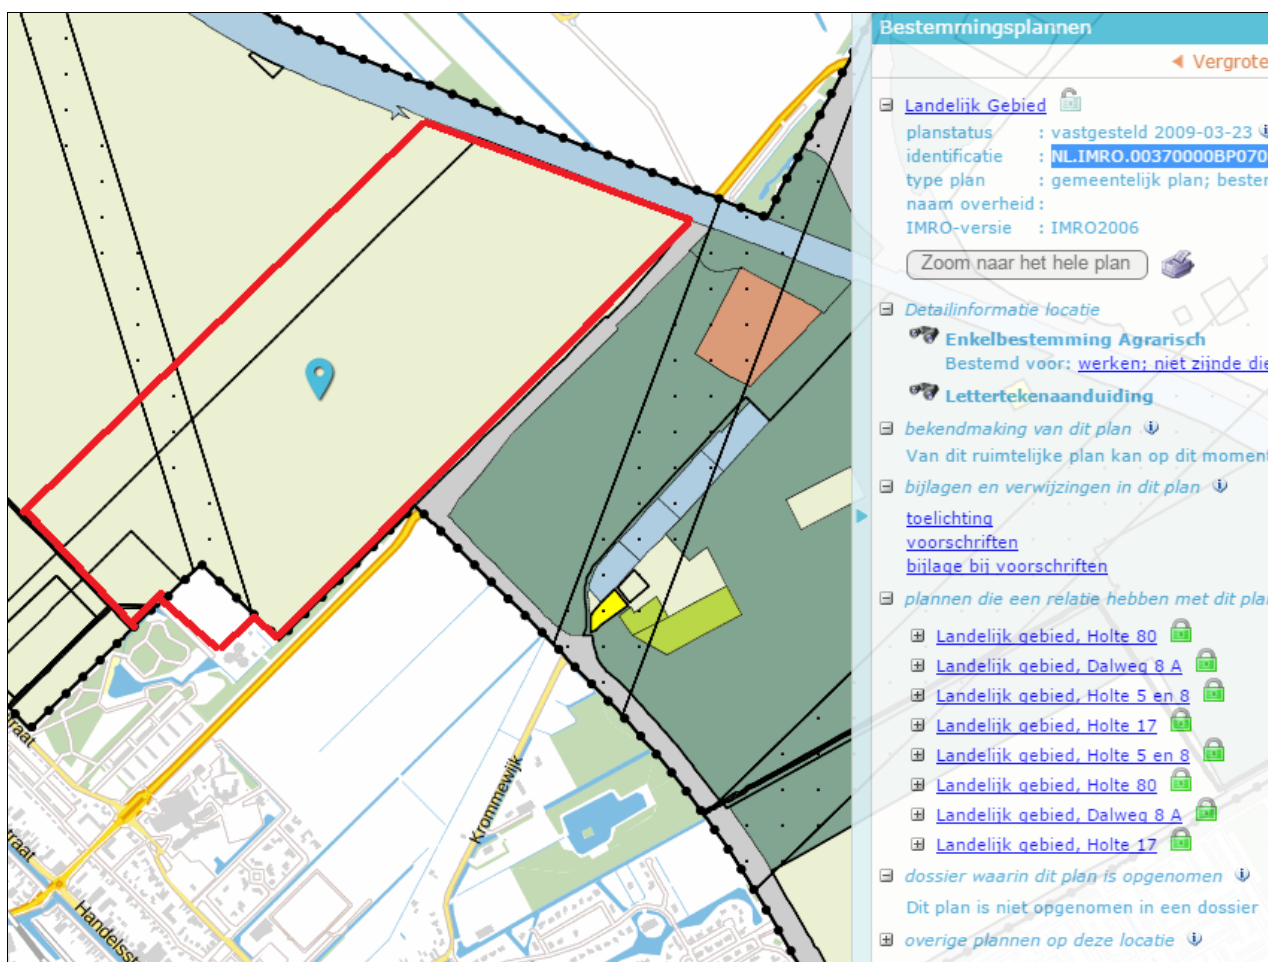 Bestemmingsplannen
Vergrote
Landelijk Gebied
planstatus : vastgesteld 2009-03-23
identificatie : NL.IMRO.00370000BP070
type plan : gemeentelijk plan; bester
naam overheid :
IMRO-versie : IMRO2006
Zoom naar het hele plan
Detailinformatie locatie
Enkelbestemming Agrarisch
Bestemd voor: werken; niet zijnde die
Lettertekenaanduiding
bekendmaking van dit plan
Van dit ruimtelijke plan kan op dit moment
bijlagen en verwijzingen in dit plan
toelichting
voorschriften
bijlage bij voorschriften
plannen die een relatie hebben met dit plan
Landelijk gebied, Holte 80
Landelijk gebied, Dalweg 8 A
Landelijk gebied, Holte 5 en 8
Landelijk gebied, Holte 17
Landelijk gebied, Holte 5 en 8
Landelijk gebied, Holte 80
Landelijk gebied, Dalweg 8 A
Landelijk gebied, Holte 17
dossier waarin dit plan is opgenomen
Dit plan is niet opgenomen in een dossier
overige plannen op deze locatie
Krommewijk
raat
traat
Handelsst